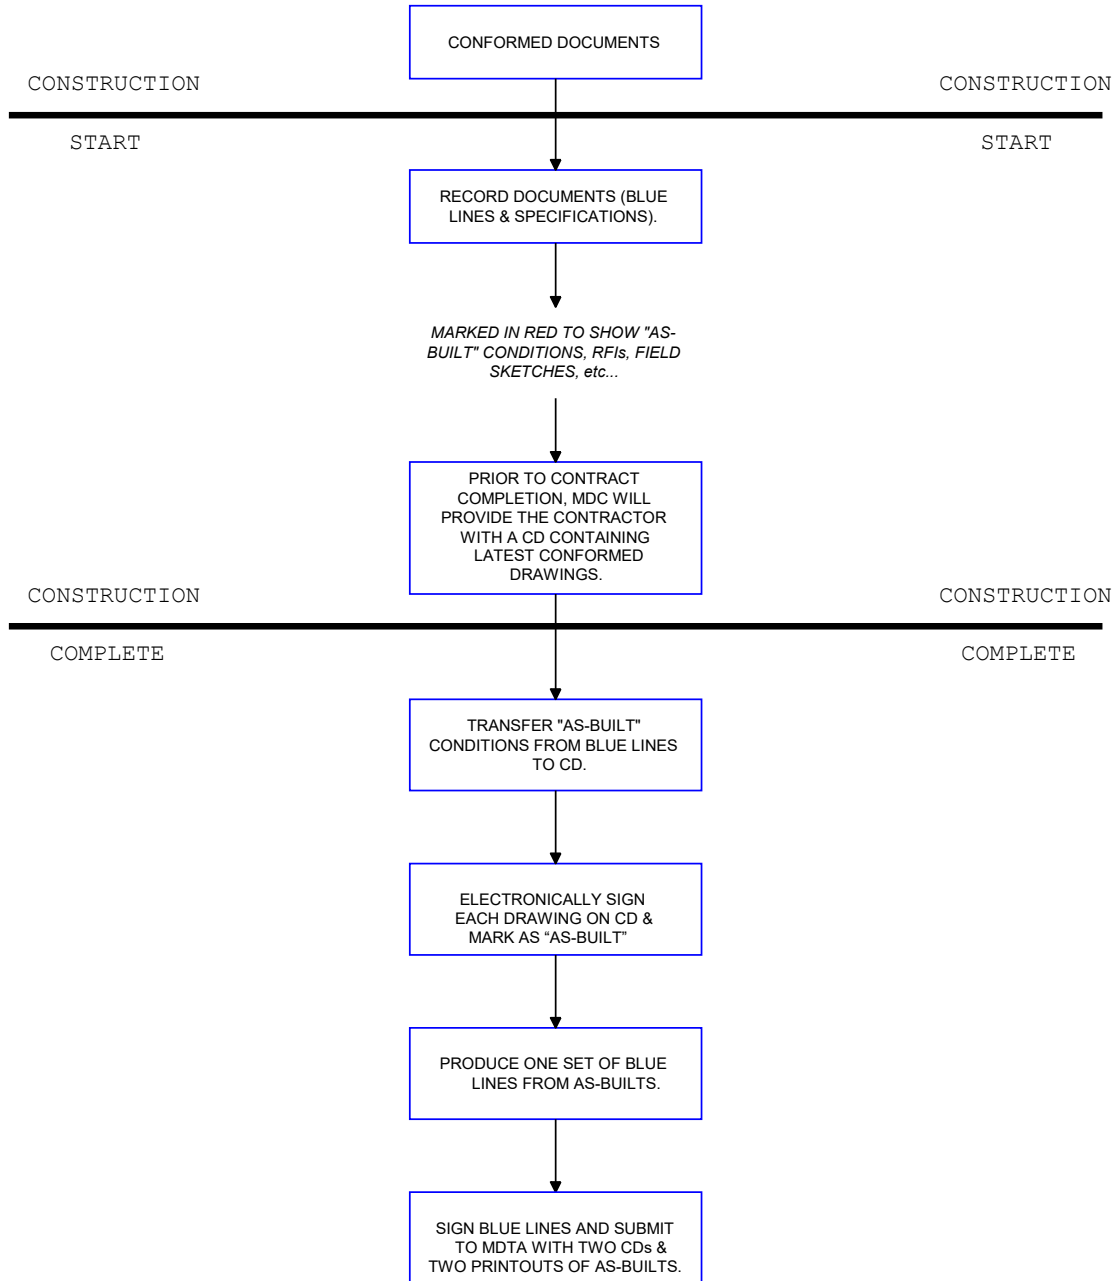 CONFORMED DOCUMENTS
CONSTRUCTION
CONSTRUCTION
START
START
RECORD DOCUMENTS (BLUE
LINES & SPECIFICATIONS).
MARKED IN RED TO SHOW "AS-
BUILT" CONDITIONS, RFIs, FIELD
SKETCHES, etc...
PRIOR TO CONTRACT
COMPLETION, MDC WILL
PROVIDE THE CONTRACTOR
WITH A CD CONTAINING
LATEST CONFORMED
DRAWINGS.
CONSTRUCTION
CONSTRUCTION
COMPLETE
COMPLETE
TRANSFER "AS-BUILT"
CONDITIONS FROM BLUE LINES
TO CD.
ELECTRONICALLY SIGN
EACH DRAWING ON CD &
MARK AS “AS-BUILT”
PRODUCE ONE SET OF BLUE
LINES FROM AS-BUILTS.
SIGN BLUE LINES AND SUBMIT
TO MDTA WITH TWO CDs &
TWO PRINTOUTS OF AS-BUILTS.